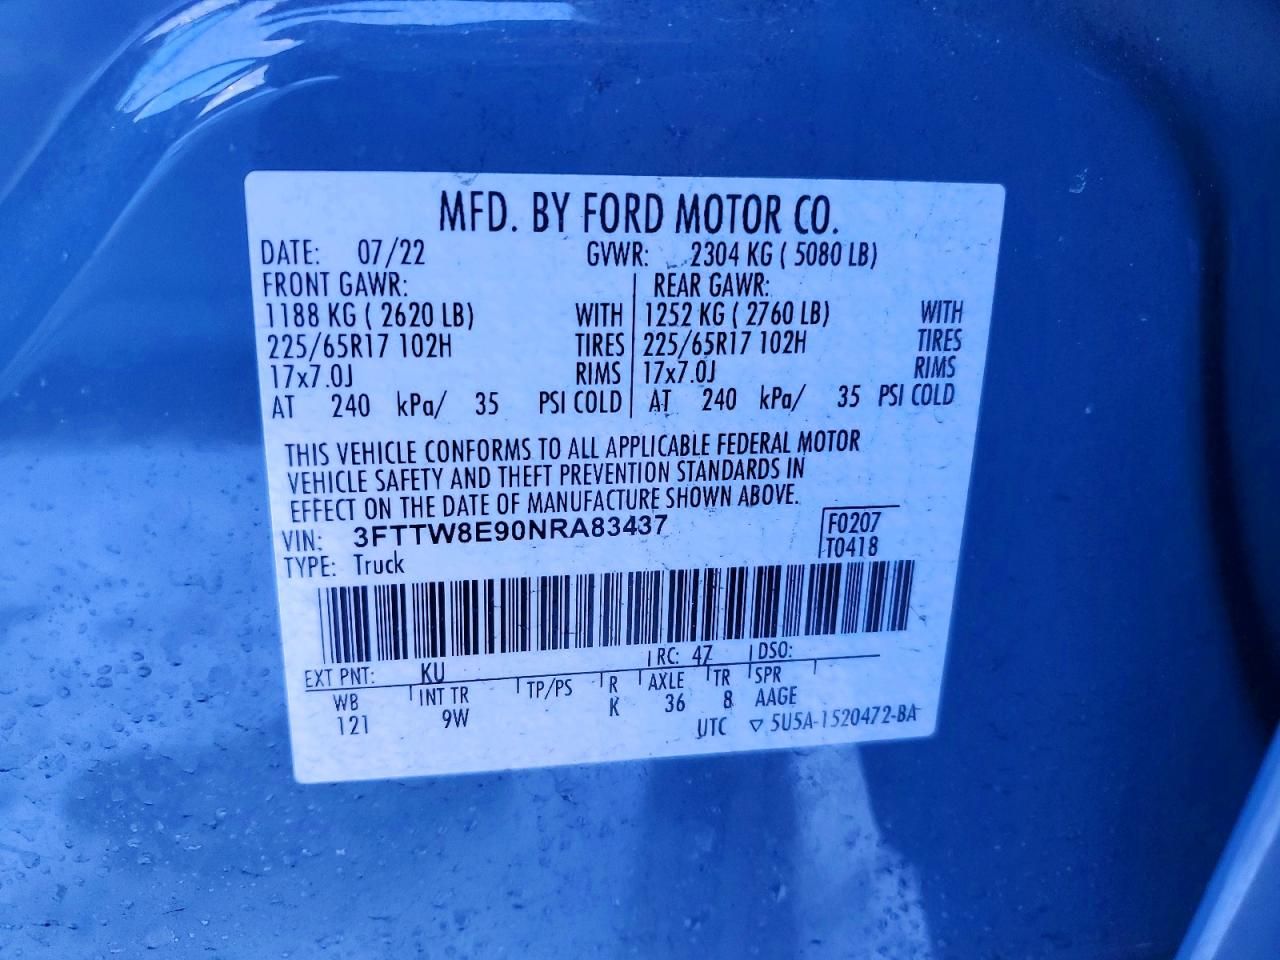 MFD. BY FORD MOTOR CO.
DATE: 07/22 GVWR: 2304 KG ( 5080 LB)
FRONT GAWR: REAR GAWR:
1188 KG ( 2620 LB) WITH 1252 KG ( 2760 LB) WITH
225/65R17 102H TIRES 225/65R17 102H TIRES
17x7.0J RIMS 17x7.0J RIMS
AT 240 kPa/ 35 PSI COLD AT 240 kPa/ 35 PSI COLD
THIS VEHICLE CONFORMS TO ALL APPLICABLE FEDERAL MOTOR
VEHICLE SAFETY AND THEFT PREVENTION STANDARDS IN
EFFECT ON THE DATE OF MANUFACTURE SHOWN ABOVE.
VIN: 3FTTW8E90NRA83437 F0207
TYPE: Truck T0418
EXT PNT: KU RC: 47 DSO:
WB INT TR TP/PS R AXLE TR SPR
121 9W K 36 8 AAGE
UTC ▽ 5U5A-1520472-BA